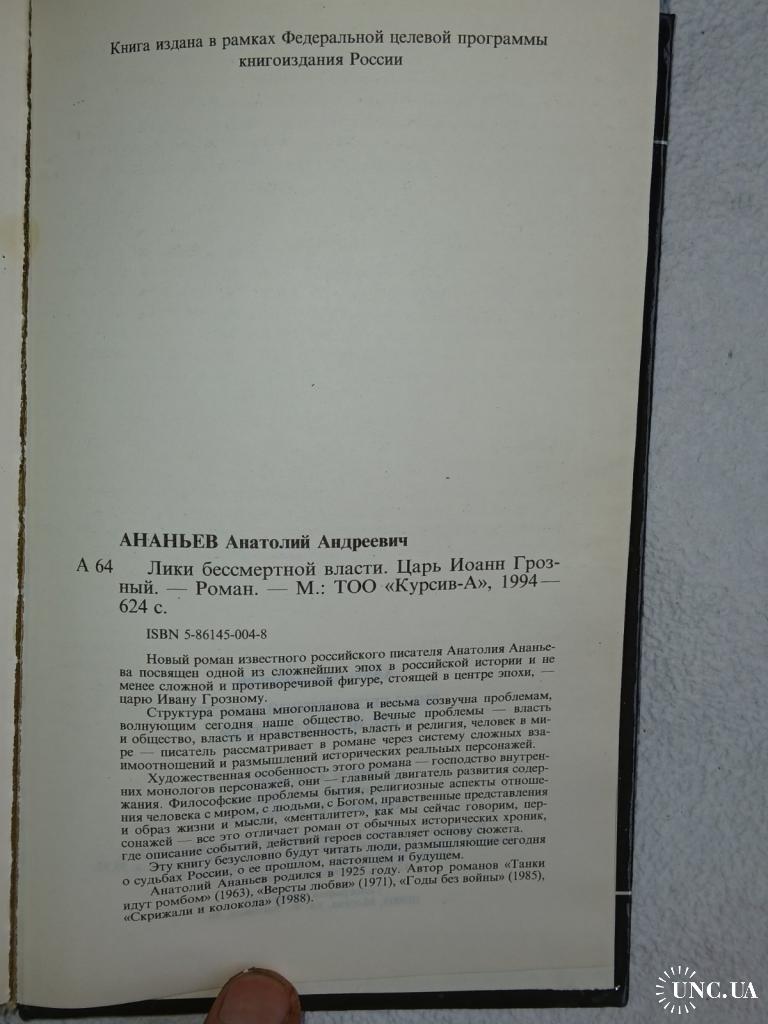 Книга издана в рамках Федеральной целевой программы
книгоиздания России
АНАНЬЕВ Анатолий Андреевич
А 64 Лики бессмертной власти. Царь Иоанн Гроз-
ный. — Роман. — М.: ТОО «Курсив-А», 1994—
624 с.
ISBN 5-86145-004-8
Новый роман известного российского писателя Анатолия Ананье-
ва посвящен одной из сложнейших эпох в российской истории и не
менее сложной и противоречивой фигуре, стоящей в центре эпохи, —
царю Ивану Грозному.
Структура романа многопланова и весьма созвучна проблемам,
волнующим сегодня наше общество. Вечные проблемы — власть
и общество, власть и нравственность, власть и религия, человек в ми-
ре — писатель рассматривает в романе через систему сложных вза-
имоотношений и размышлений исторических реальных персонажей.
Художественная особенность этого романа — господство внутрен-
них монологов персонажей, они — главный двигатель развития содер-
жания. Философские проблемы бытия, религиозные аспекты отноше-
ния человека с миром, с людьми, с Богом, нравственные представления
и образ жизни и мысли, «менталитет», как мы сейчас говорим, пер-
сонажей — все это отличает роман от обычных исторических хроник,
где описание событий, действий героев составляет основу сюжета.
Эту книгу безусловно будут читать люди, размышляющие сегодня
о судьбах России, о ее прошлом, настоящем и будущем.
Анатолий Ананьев родился в 1925 году. Автор романов «Танки
идут ромбом» (1963), «Версты любви» (1971), «Годы без войны» (1985),
«Скрижали и колокола» (1988).
UNC.UA